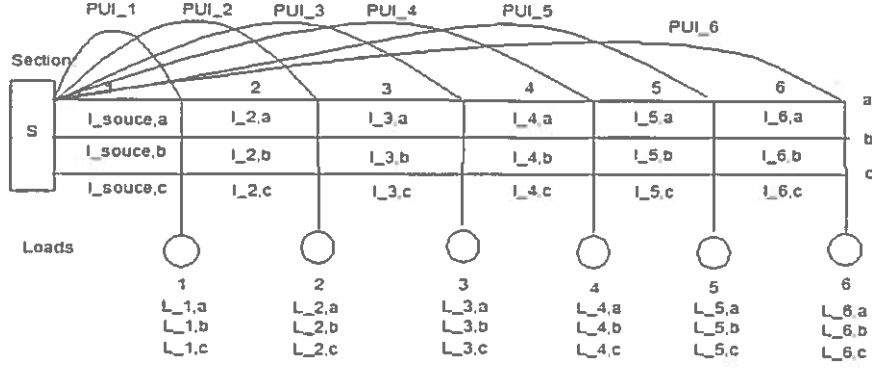 PUI_1 PUI_2 PUI_3 PUI_4 PUI_5
PUI_6
Section
1 2 3 4 5 6
a
S
I_souce,a I_2,a I_3,a I_4,a I_5,a I_6,a
b
I_souce,b I_2,b I_3,b I_4,b I_5,b I_6,b
c
I_souce,c I_2,c I_3,c I_4,c I_5,c I_6,c
Loads
1 2 3 4 5 6
L_1,a L_2,a L_3,a L_4,a L_5,a L_6,a
L_1,b L_2,b L_3,b L_4,b L_5,b L_6,b
L_1,c L_2,c L_3,c L_4,c L_5,c L_6,c